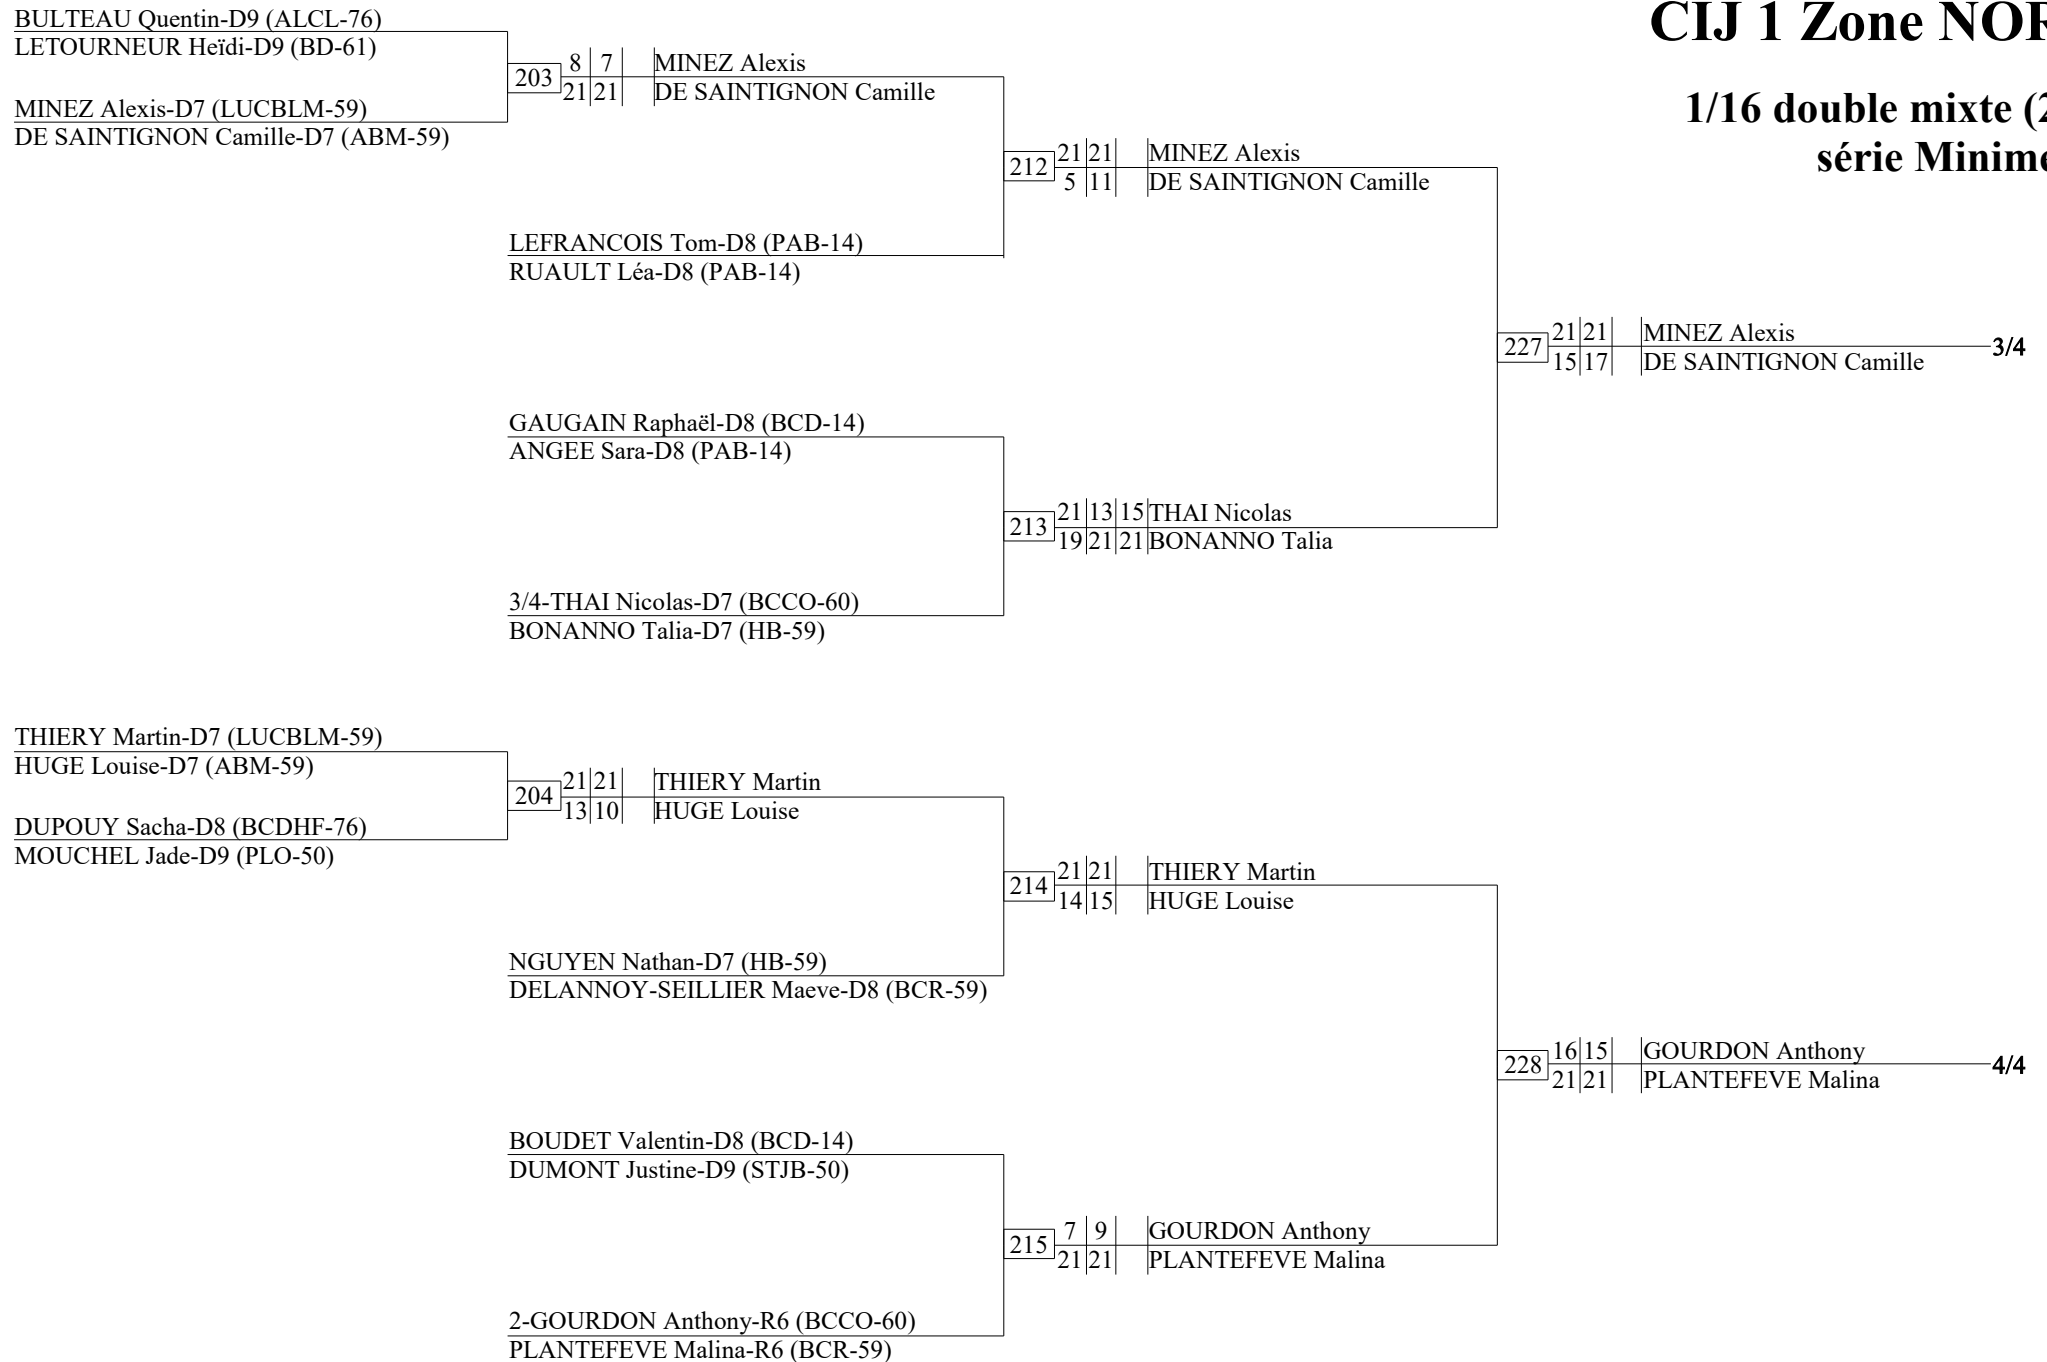 CIJ 1 Zone NOR
1/16 double mixte (2
série Minime
BULTEAU Quentin-D9 (ALCL-76)
LETOURNEUR Heïdi-D9 (BD-61)
203
8 7
21 21
MINEZ Alexis
DE SAINTIGNON Camille
MINEZ Alexis-D7 (LUCBLM-59)
DE SAINTIGNON Camille-D7 (ABM-59)
212
21 21
5 11
MINEZ Alexis
DE SAINTIGNON Camille
LEFRANCOIS Tom-D8 (PAB-14)
RUAULT Léa-D8 (PAB-14)
227
21 21
15 17
MINEZ Alexis
DE SAINTIGNON Camille
3/4
GAUGAIN Raphaël-D8 (BCD-14)
ANGEE Sara-D8 (PAB-14)
213
21 13 15
19 21 21
THAI Nicolas
BONANNO Talia
3/4-THAI Nicolas-D7 (BCCO-60)
BONANNO Talia-D7 (HB-59)
THIERY Martin-D7 (LUCBLM-59)
HUGE Louise-D7 (ABM-59)
204
21 21
13 10
THIERY Martin
HUGE Louise
DUPOUY Sacha-D8 (BCDHF-76)
MOUCHEL Jade-D9 (PLO-50)
214
21 21
14 15
THIERY Martin
HUGE Louise
NGUYEN Nathan-D7 (HB-59)
DELANNOY-SEILLIER Maeve-D8 (BCR-59)
228
16 15
21 21
GOURDON Anthony
PLANTEFEVE Malina
4/4
BOUDET Valentin-D8 (BCD-14)
DUMONT Justine-D9 (STJB-50)
215
7 9
21 21
GOURDON Anthony
PLANTEFEVE Malina
2-GOURDON Anthony-R6 (BCCO-60)
PLANTEFEVE Malina-R6 (BCR-59)